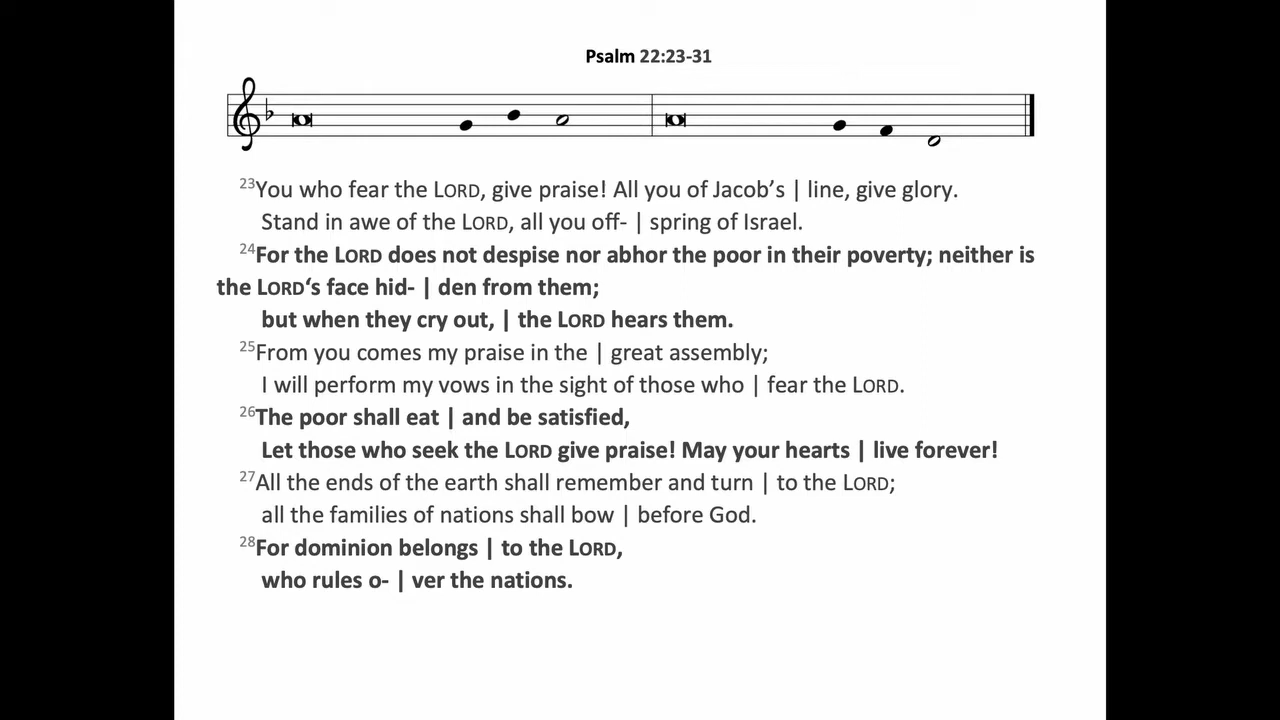 Psalm 22:23-31
23You who fear the LORD, give praise! All you of Jacob’s | line, give glory.
Stand in awe of the LORD, all you off- | spring of Israel.
24For the LORD does not despise nor abhor the poor in their poverty; neither is
the LORD‘s face hid- | den from them;
but when they cry out, | the LORD hears them.
25From you comes my praise in the | great assembly;
I will perform my vows in the sight of those who | fear the LORD.
26The poor shall eat | and be satisfied,
Let those who seek the LORD give praise! May your hearts | live forever!
27All the ends of the earth shall remember and turn | to the LORD;
all the families of nations shall bow | before God.
28For dominion belongs | to the LORD,
who rules o- | ver the nations.